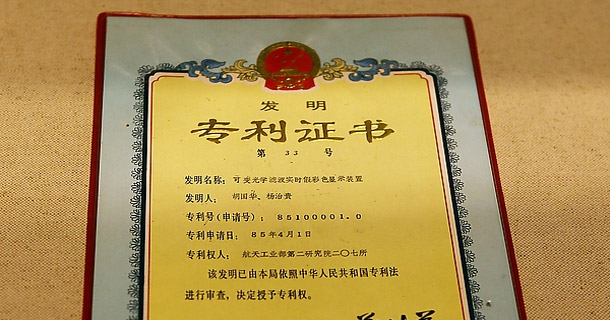 发明
专利证书
第 33 号
发明名称：可变光学滤波实时假彩色显示装置
发明人：胡国华、杨治贵
专利号(申请号)：85100001.0
专利申请日：85年4月1日
专利权人：航天工业部第二研究院二〇七所
该发明已由本局依照中华人民共和国专利法
进行审查，决定授予专利权。